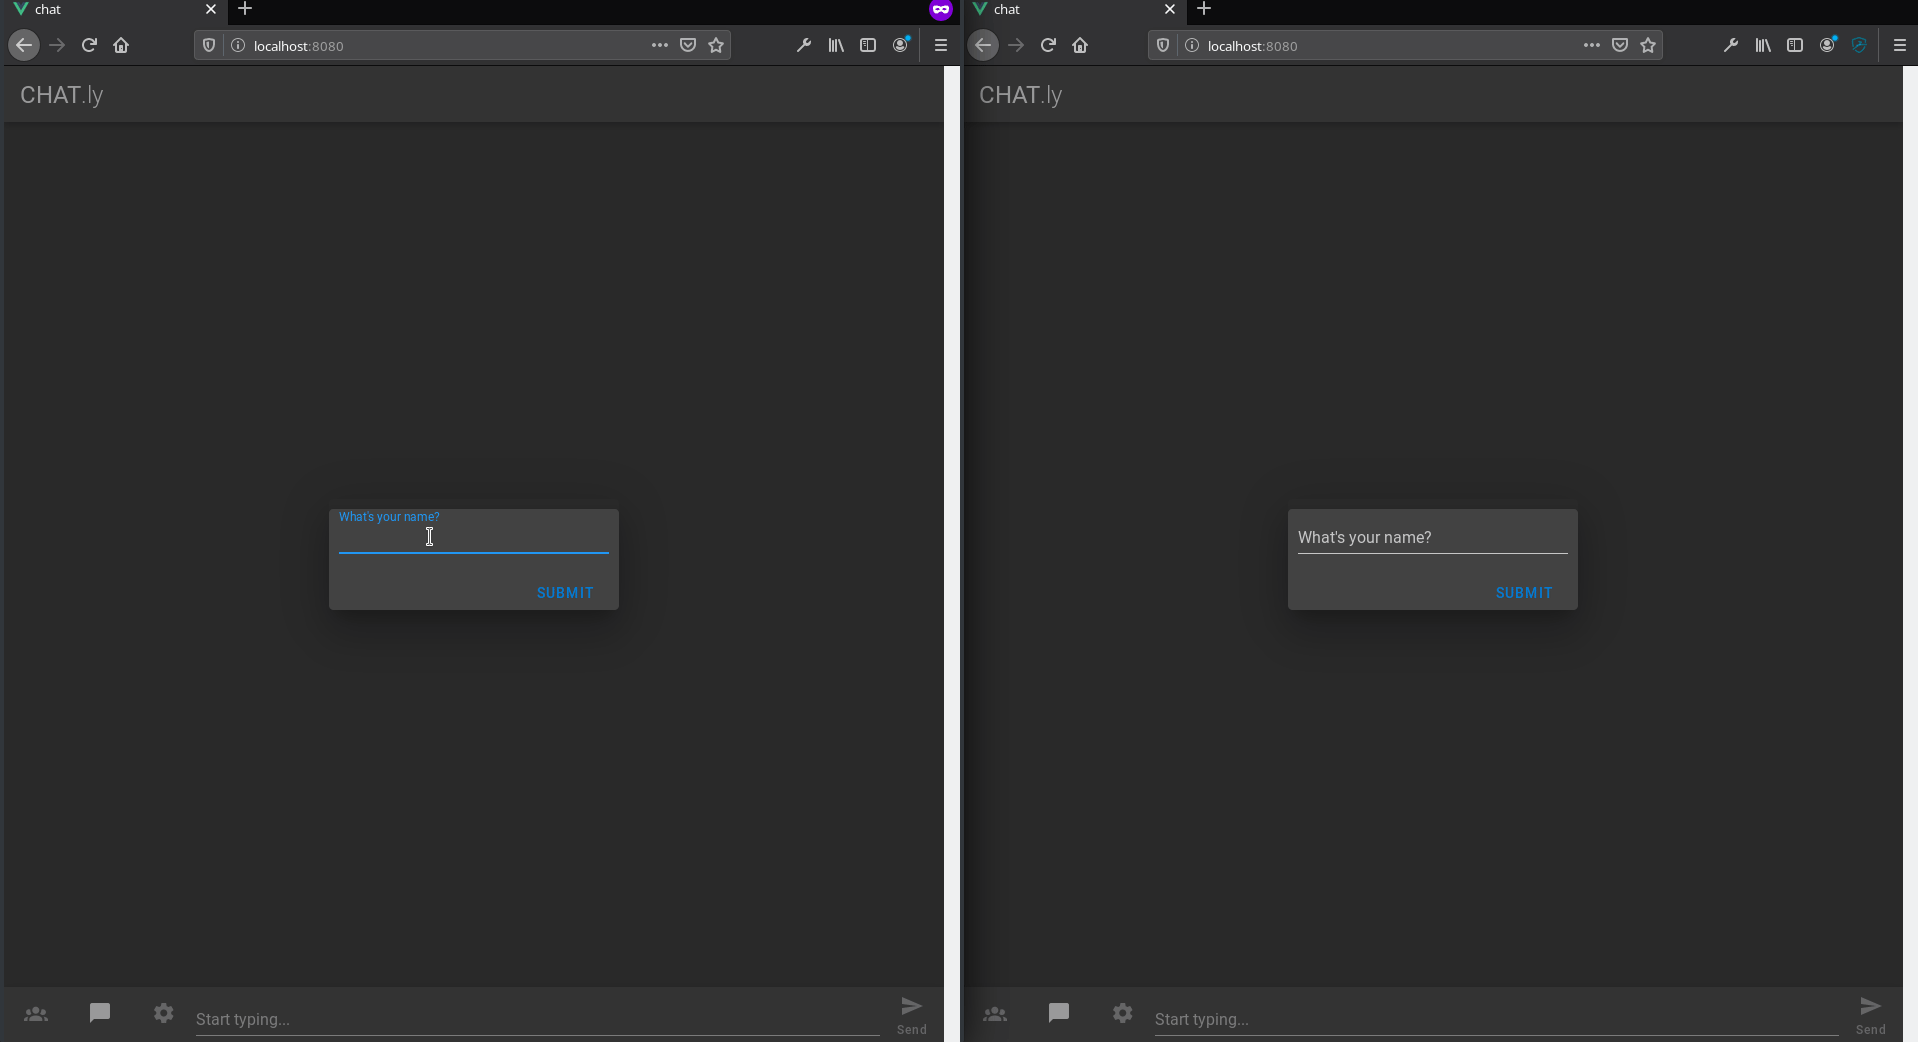 chat
localhost:8080
CHAT.ly
What's your name?
SUBMIT
Start typing...
Send
chat
localhost:8080
CHAT.ly
What's your name?
SUBMIT
Start typing...
Send